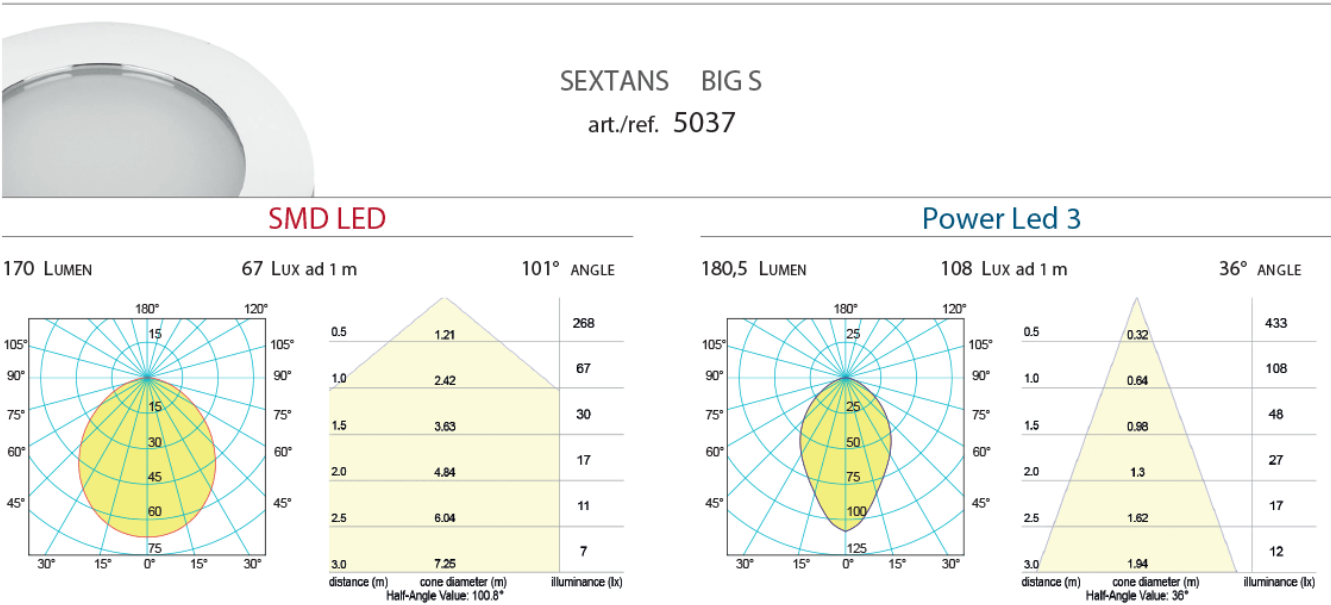 SEXTANS BIG S
art./ref. 5037
SMD LED
170 LUMEN 67 LUX ad 1 m 101° ANGLE
180° 120°
15
105° 105°
90° 90°
15
75° 75°
30
60° 60°
45
45° 45°
60
75
30° 15° 0° 15° 30°
0.5 1.21 268
1.0 2.42 67
1.5 3.63 30
2.0 4.84 17
2.5 6.04 11
3.0 7.25 7
distance (m) cone diameter (m) illuminance (lx)
Half-Angle Value: 100.8°
Power Led 3
180,5 LUMEN 108 LUX ad 1 m 36° ANGLE
180° 120°
25
105° 105°
90° 90°
25
75° 75°
50
60° 60°
75
45° 45°
100
125
30° 15° 0° 15° 30°
0.5 0.32 433
1.0 0.64 108
1.5 0.98 48
2.0 1.3 27
2.5 1.62 17
3.0 1.94 12
distance (m) cone diameter (m) illuminance (lx)
Half-Angle Value: 36°